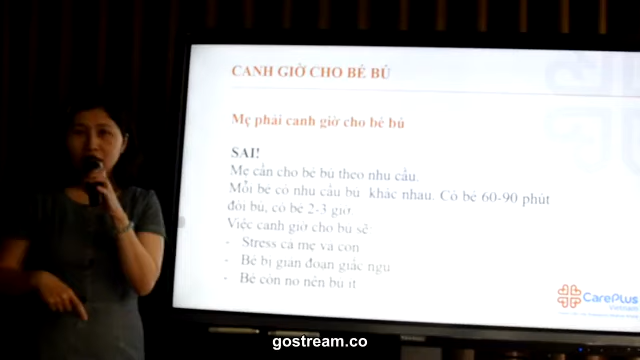 CANH GIỜ CHO BÉ BÚ
Mẹ phải canh giờ cho bé bú
SAI!
Mẹ cần cho bé bú theo nhu cầu.
Mỗi bé có nhu cầu bú khác nhau. Có bé 60-90 phút
đòi bú, có bé 2-3 giờ.
Việc canh giờ cho bú sẽ:
- Stress cả mẹ và con
- Bé bị gián đoạn giấc ngủ
- Bé còn no nên bú ít
CarePlus
Vietnam
gostream.co